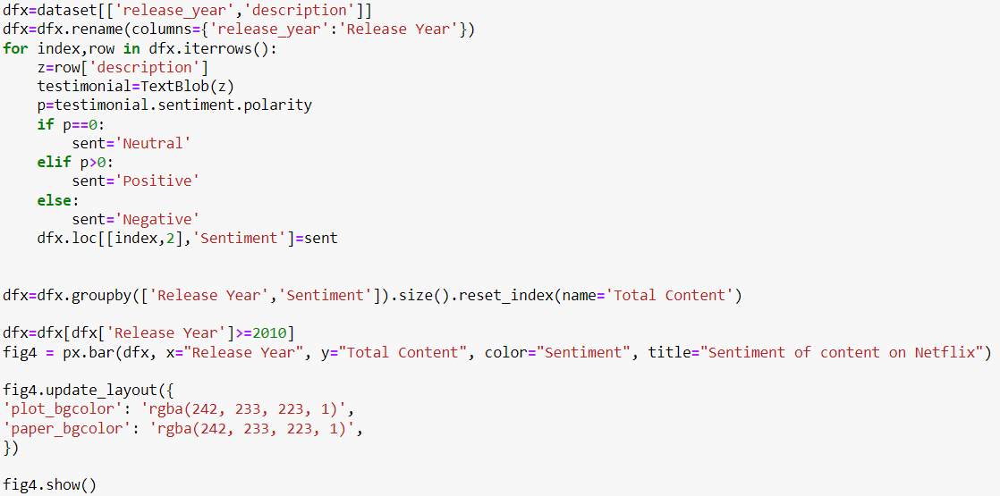 dfx=dataset[['release_year','description']]
dfx=dfx.rename(columns={'release_year':'Release Year'})
for index,row in dfx.iterrows():
    z=row['description']
    testimonial=TextBlob(z)
    p=testimonial.sentiment.polarity
    if p==0:
        sent='Neutral'
    elif p>0:
        sent='Positive'
    else:
        sent='Negative'
    dfx.loc[[index,2],'Sentiment']=sent
dfx=dfx.groupby(['Release Year','Sentiment']).size().reset_index(name='Total Content')
dfx=dfx[dfx['Release Year']>=2010]
fig4 = px.bar(dfx, x="Release Year", y="Total Content", color="Sentiment", title="Sentiment of content on Netflix")
fig4.update_layout({
'plot_bgcolor': 'rgba(242, 233, 223, 1)',
'paper_bgcolor': 'rgba(242, 233, 223, 1)',
})
fig4.show()